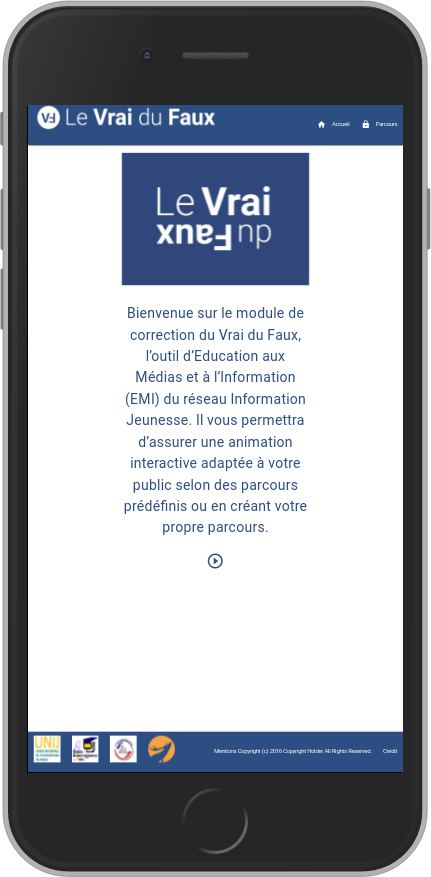 VF Le Vrai du Faux
Accueil
Parcours
Le Vrai
du Faux
Bienvenue sur le module de
correction du Vrai du Faux,
l’outil d’Education aux
Médias et à l’Information
(EMI) du réseau Information
Jeunesse. Il vous permettra
d’assurer une animation
interactive adaptée à votre
public selon des parcours
prédéfinis ou en créant votre
propre parcours.
UNIJ
Mentions Copyright (c) 2016 Copyright Holder All Rights Reserved.
Crédit